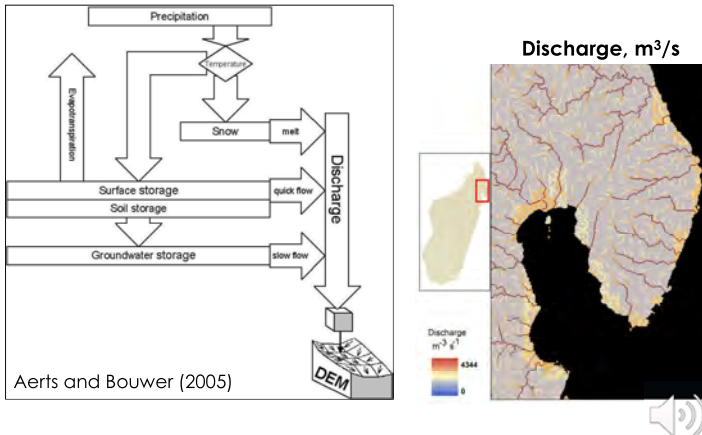 Precipitation
Temperature
Evapotranspiration
Snow
melt
Discharge
Surface storage
quick flow
Soil storage
Groundwater storage
slow flow
DEM
Aerts and Bouwer (2005)
Discharge, m³/s
Discharge
m⁻³ s⁻¹
4344
0